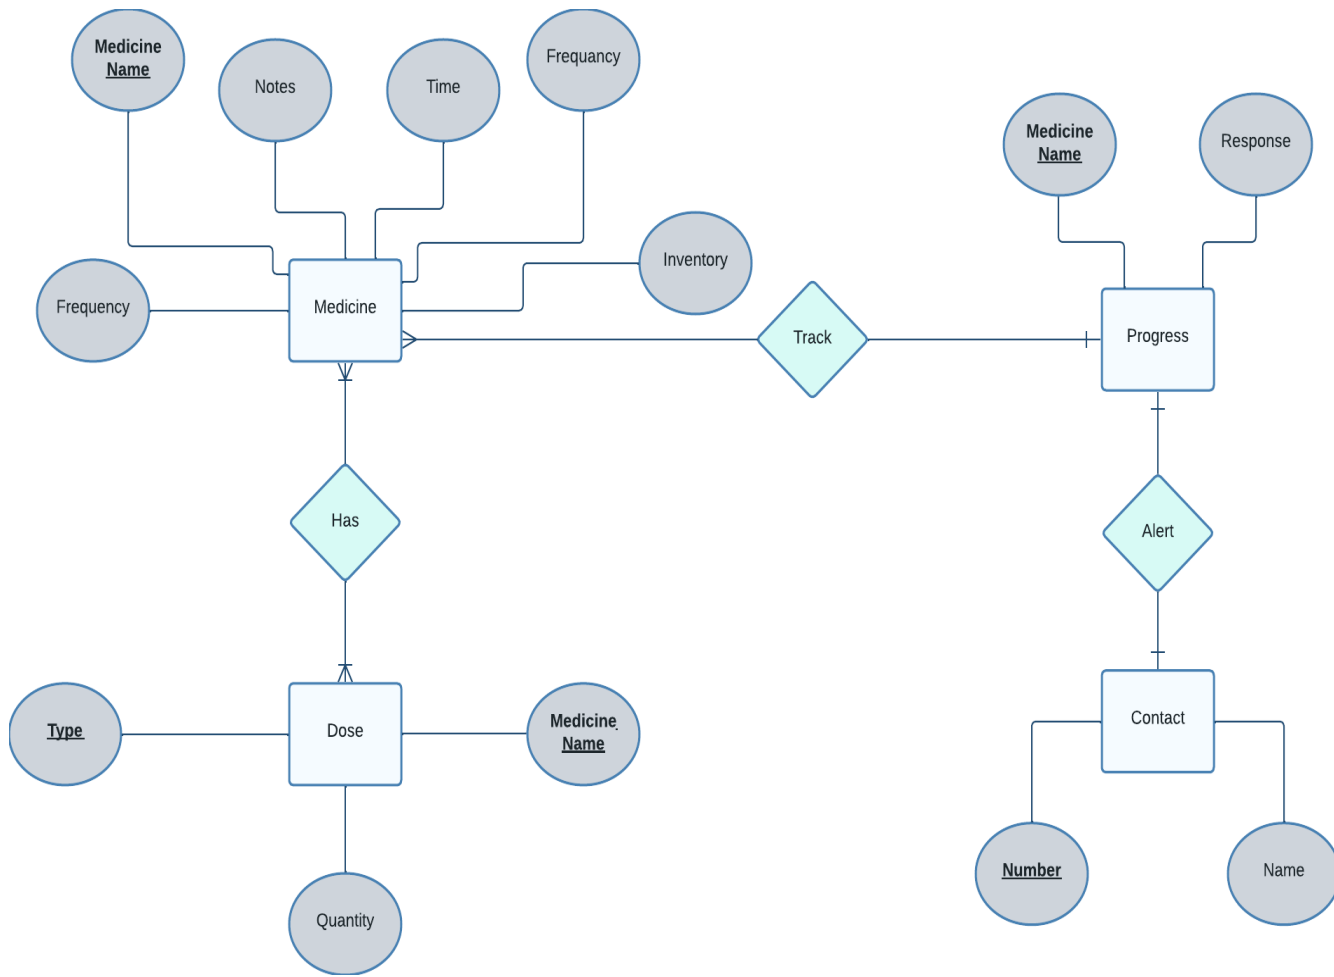 Medicine
Name
Notes
Time
Frequancy
Medicine
Name
Response
Inventory
Frequency
Medicine
Track
Progress
Has
Alert
Type
Dose
Medicine
Name
Contact
Number
Name
Quantity